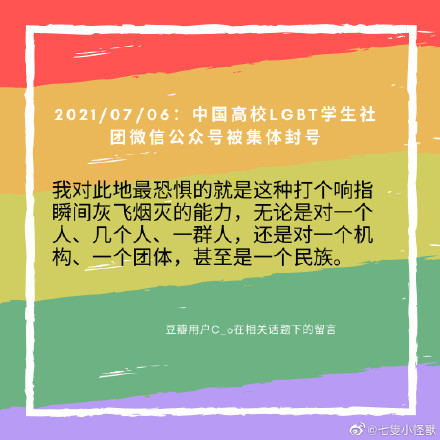 2021/07/06：中国高校LGBT学生社
团微信公众号被集体封号
我对此地最恐惧的就是这种打个响指
瞬间灰飞烟灭的能力，无论是对一个
人、几个人、一群人，还是对一个机
构、一个团体，甚至是一个民族。
豆瓣用户C_o在相关话题下的留言
@七隻小怪獸